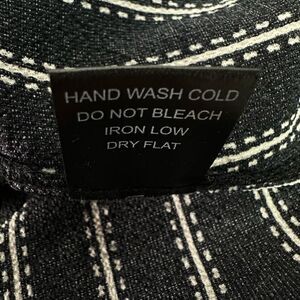 HAND WASH COLD
DO NOT BLEACH
IRON LOW
DRY FLAT